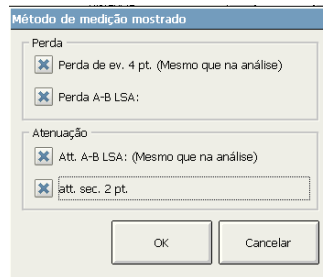 Método de medição mostrado
Perda
Perda de ev. 4 pt. (Mesmo que na análise)
Perda A-B LSA:
Atenuação
Att. A-B LSA: (Mesmo que na análise)
att. sec. 2 pt.
OK
Cancelar